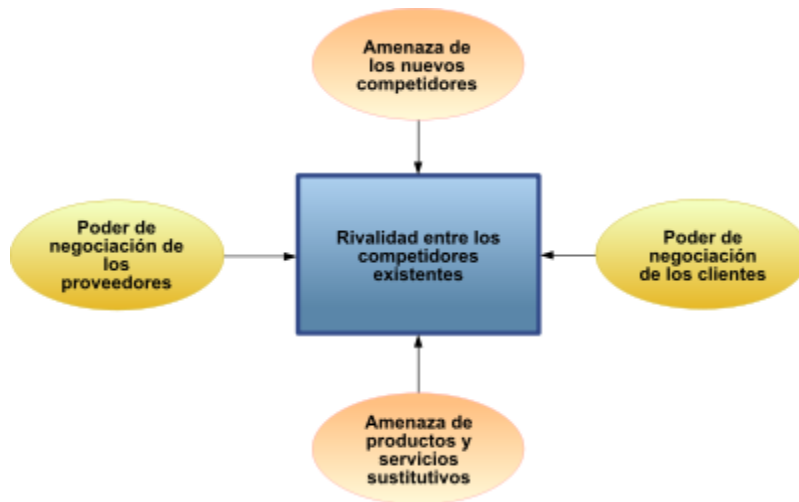 Amenaza de
los nuevos
competidores
Poder de
negociación de
los
proveedores
Rivalidad entre los
competidores
existentes
Poder de
negociación
de los clientes
Amenaza de
productos y
servicios
sustitutivos